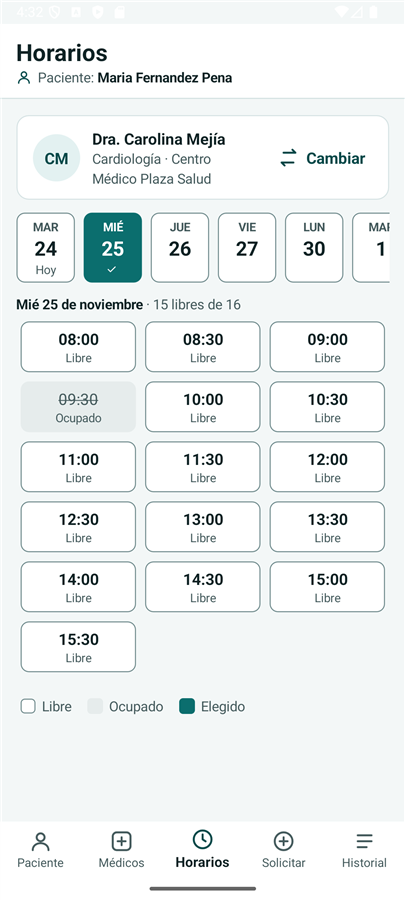 4:32
Horarios
Paciente: Maria Fernandez Pena
CM
Dra. Carolina Mejía
Cardiología · Centro
Médico Plaza Salud
Cambiar
MAR MIÉ JUE VIE LUN MAR
24 25 26 27 30 1
Hoy
Mié 25 de noviembre · 15 libres de 16
08:00 08:30 09:00
Libre Libre Libre
09:30 10:00 10:30
Ocupado Libre Libre
11:00 11:30 12:00
Libre Libre Libre
12:30 13:00 13:30
Libre Libre Libre
14:00 14:30 15:00
Libre Libre Libre
15:30
Libre
Libre Ocupado Elegido
Paciente Médicos Horarios Solicitar Historial